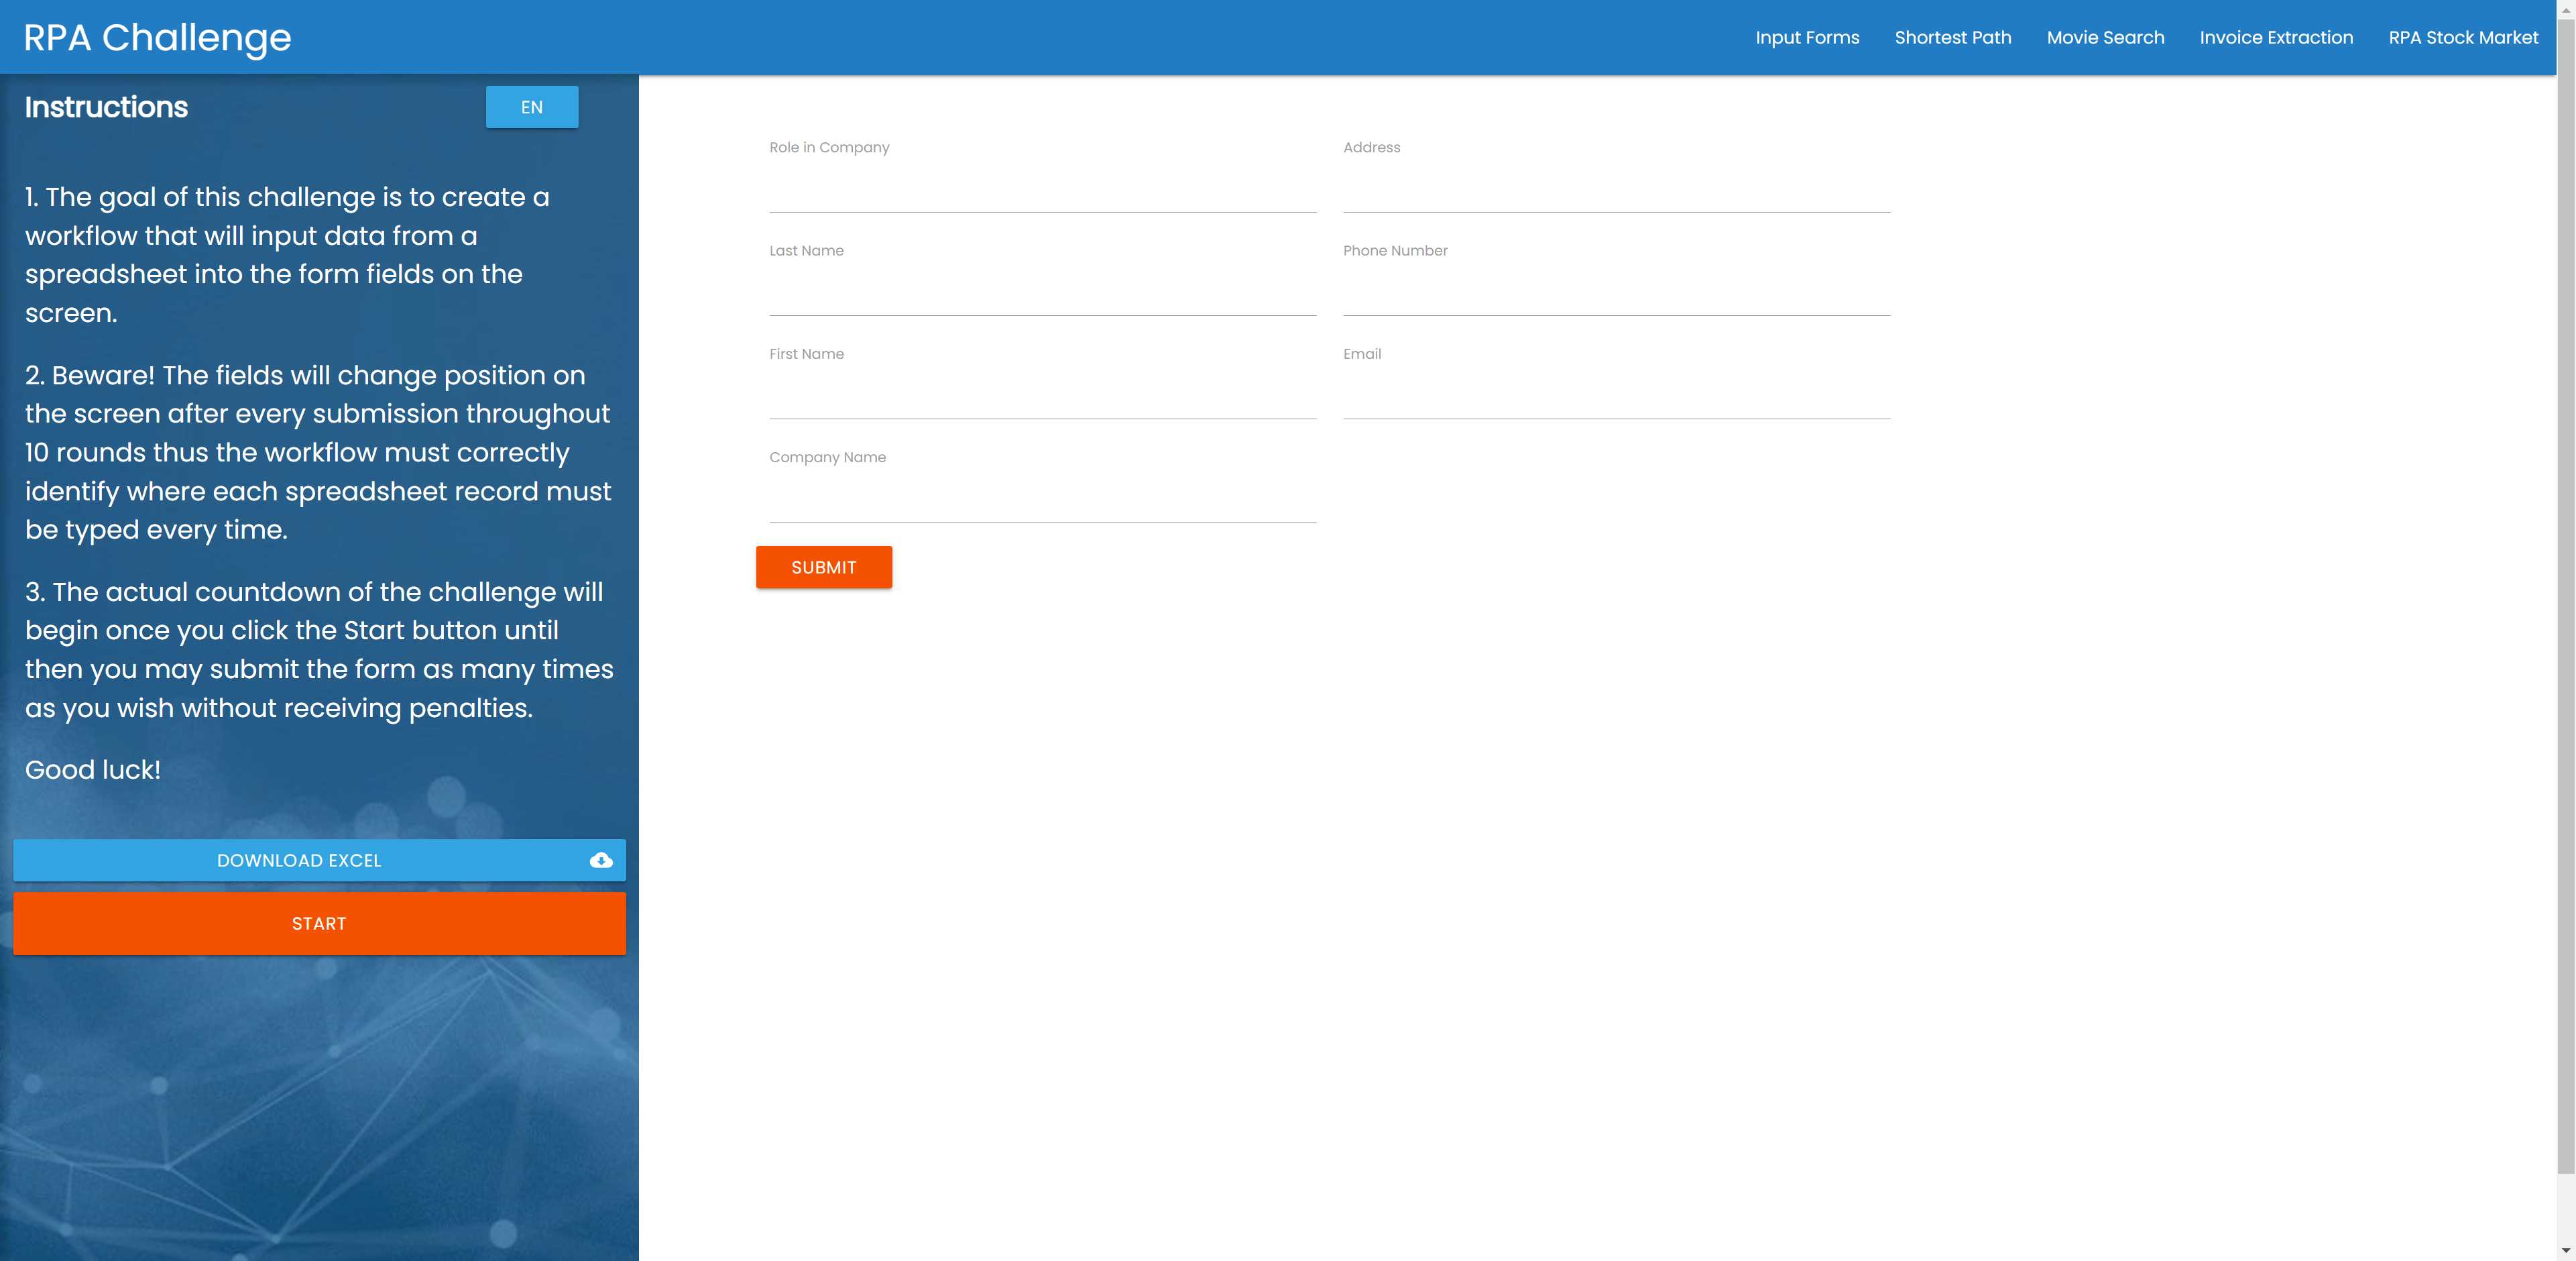 RPA Challenge
Input Forms
Shortest Path
Movie Search
Invoice Extraction
RPA Stock Market
Instructions
EN
1. The goal of this challenge is to create a
workflow that will input data from a
spreadsheet into the form fields on the
screen.
2. Beware! The fields will change position on
the screen after every submission throughout
10 rounds thus the workflow must correctly
identify where each spreadsheet record must
be typed every time.
3. The actual countdown of the challenge will
begin once you click the Start button until
then you may submit the form as many times
as you wish without receiving penalties.
Good luck!
DOWNLOAD EXCEL
START
Role in Company
Address
Last Name
Phone Number
First Name
Email
Company Name
SUBMIT